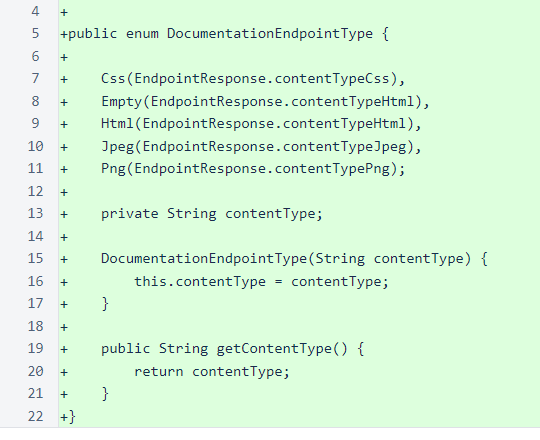 4 +
5 +public enum DocumentationEndpointType {
6 +
7 +    Css(EndpointResponse.contentTypeCss),
8 +    Empty(EndpointResponse.contentTypeHtml),
9 +    Html(EndpointResponse.contentTypeHtml),
10 +    Jpeg(EndpointResponse.contentTypeJpeg),
11 +    Png(EndpointResponse.contentTypePng);
12 +
13 +    private String contentType;
14 +
15 +    DocumentationEndpointType(String contentType) {
16 +        this.contentType = contentType;
17 +    }
18 +
19 +    public String getContentType() {
20 +        return contentType;
21 +    }
22 +}